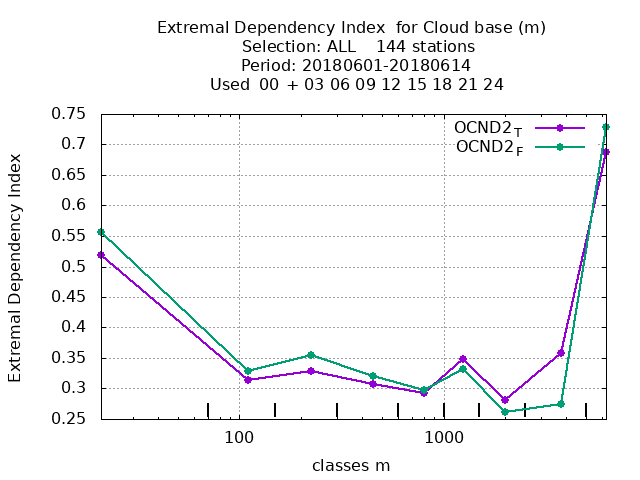 Extremal Dependency Index  for Cloud base (m)
Selection: ALL    144 stations
Period: 20180601-20180614
Used  00 + 03 06 09 12 15 18 21 24
OCND2_T
OCND2_F
Extremal Dependency Index
0.75
0.7
0.65
0.6
0.55
0.5
0.45
0.4
0.35
0.3
0.25
100 1000
classes m